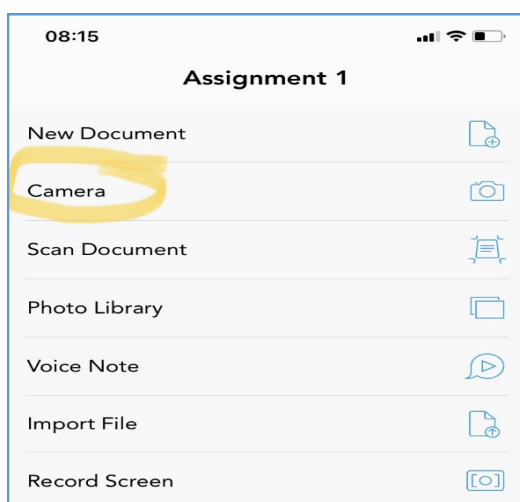 08:15
Assignment 1
New Document
Camera
Scan Document
Photo Library
Voice Note
Import File
Record Screen